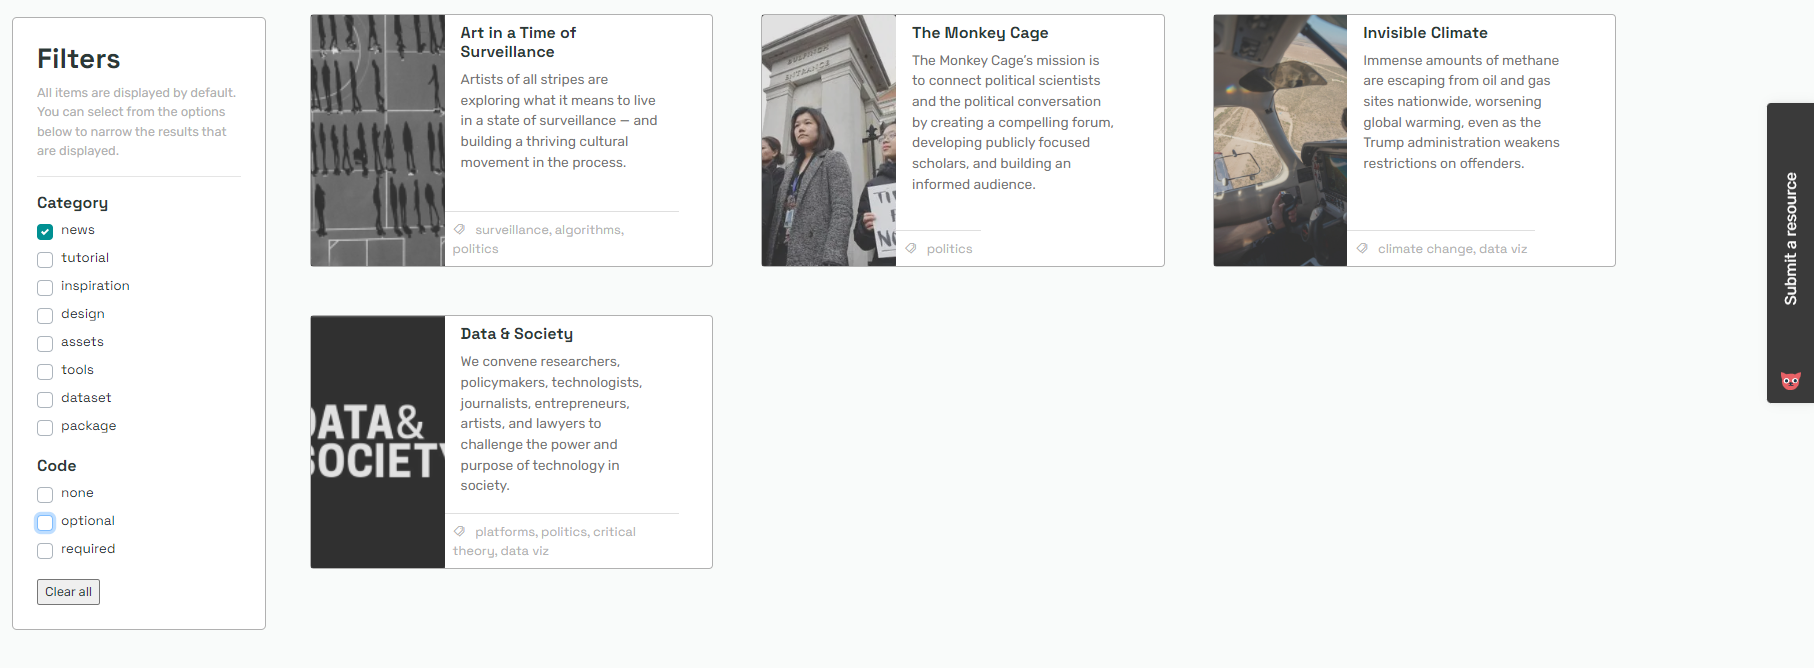 Filters
All items are displayed by default.
You can select from the options
below to narrow the results that
are displayed.
Category
news
tutorial
inspiration
design
assets
tools
dataset
package
Code
none
optional
required
Clear all
Art in a Time of
Surveillance
Artists of all stripes are
exploring what it means to live
in a state of surveillance — and
building a thriving cultural
movement in the process.
surveillance, algorithms,
politics
ENTRANCE
The Monkey Cage
The Monkey Cage's mission is
to connect political scientists
and the political conversation
by creating a compelling forum,
developing publicly focused
scholars, and building an
informed audience.
politics
Invisible Climate
Immense amounts of methane
are escaping from oil and gas
sites nationwide, worsening
global warming, even as the
Trump administration weakens
restrictions on offenders.
climate change, data viz
DATA&
SOCIETY
Data & Society
We convene researchers,
policymakers, technologists,
journalists, entrepreneurs,
artists, and lawyers to
challenge the power and
purpose of technology in
society.
platforms, politics, critical
theory, data viz
Submit a resource